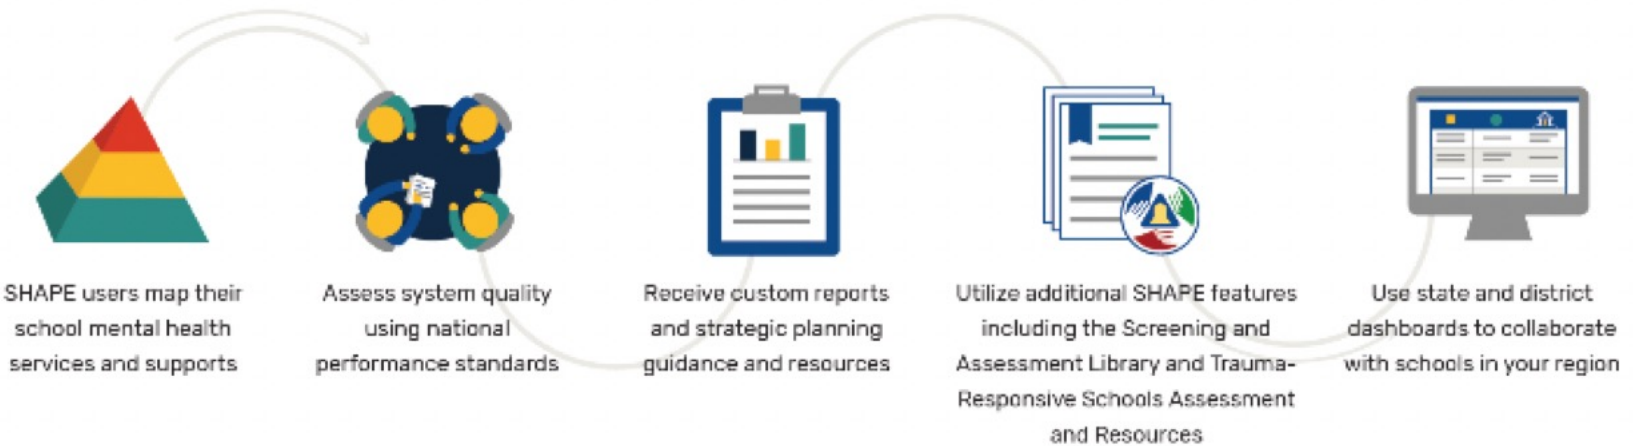 SHAPE users map their
school mental health
services and supports
Assess system quality
using national
performance standards
Receive custom reports
and strategic planning
guidance and resources
Utilize additional SHAPE features
including the Screening and
Assessment Library and Trauma-
Responsive Schools Assessment
and Resources
Use state and district
dashboards to collaborate
with schools in your region